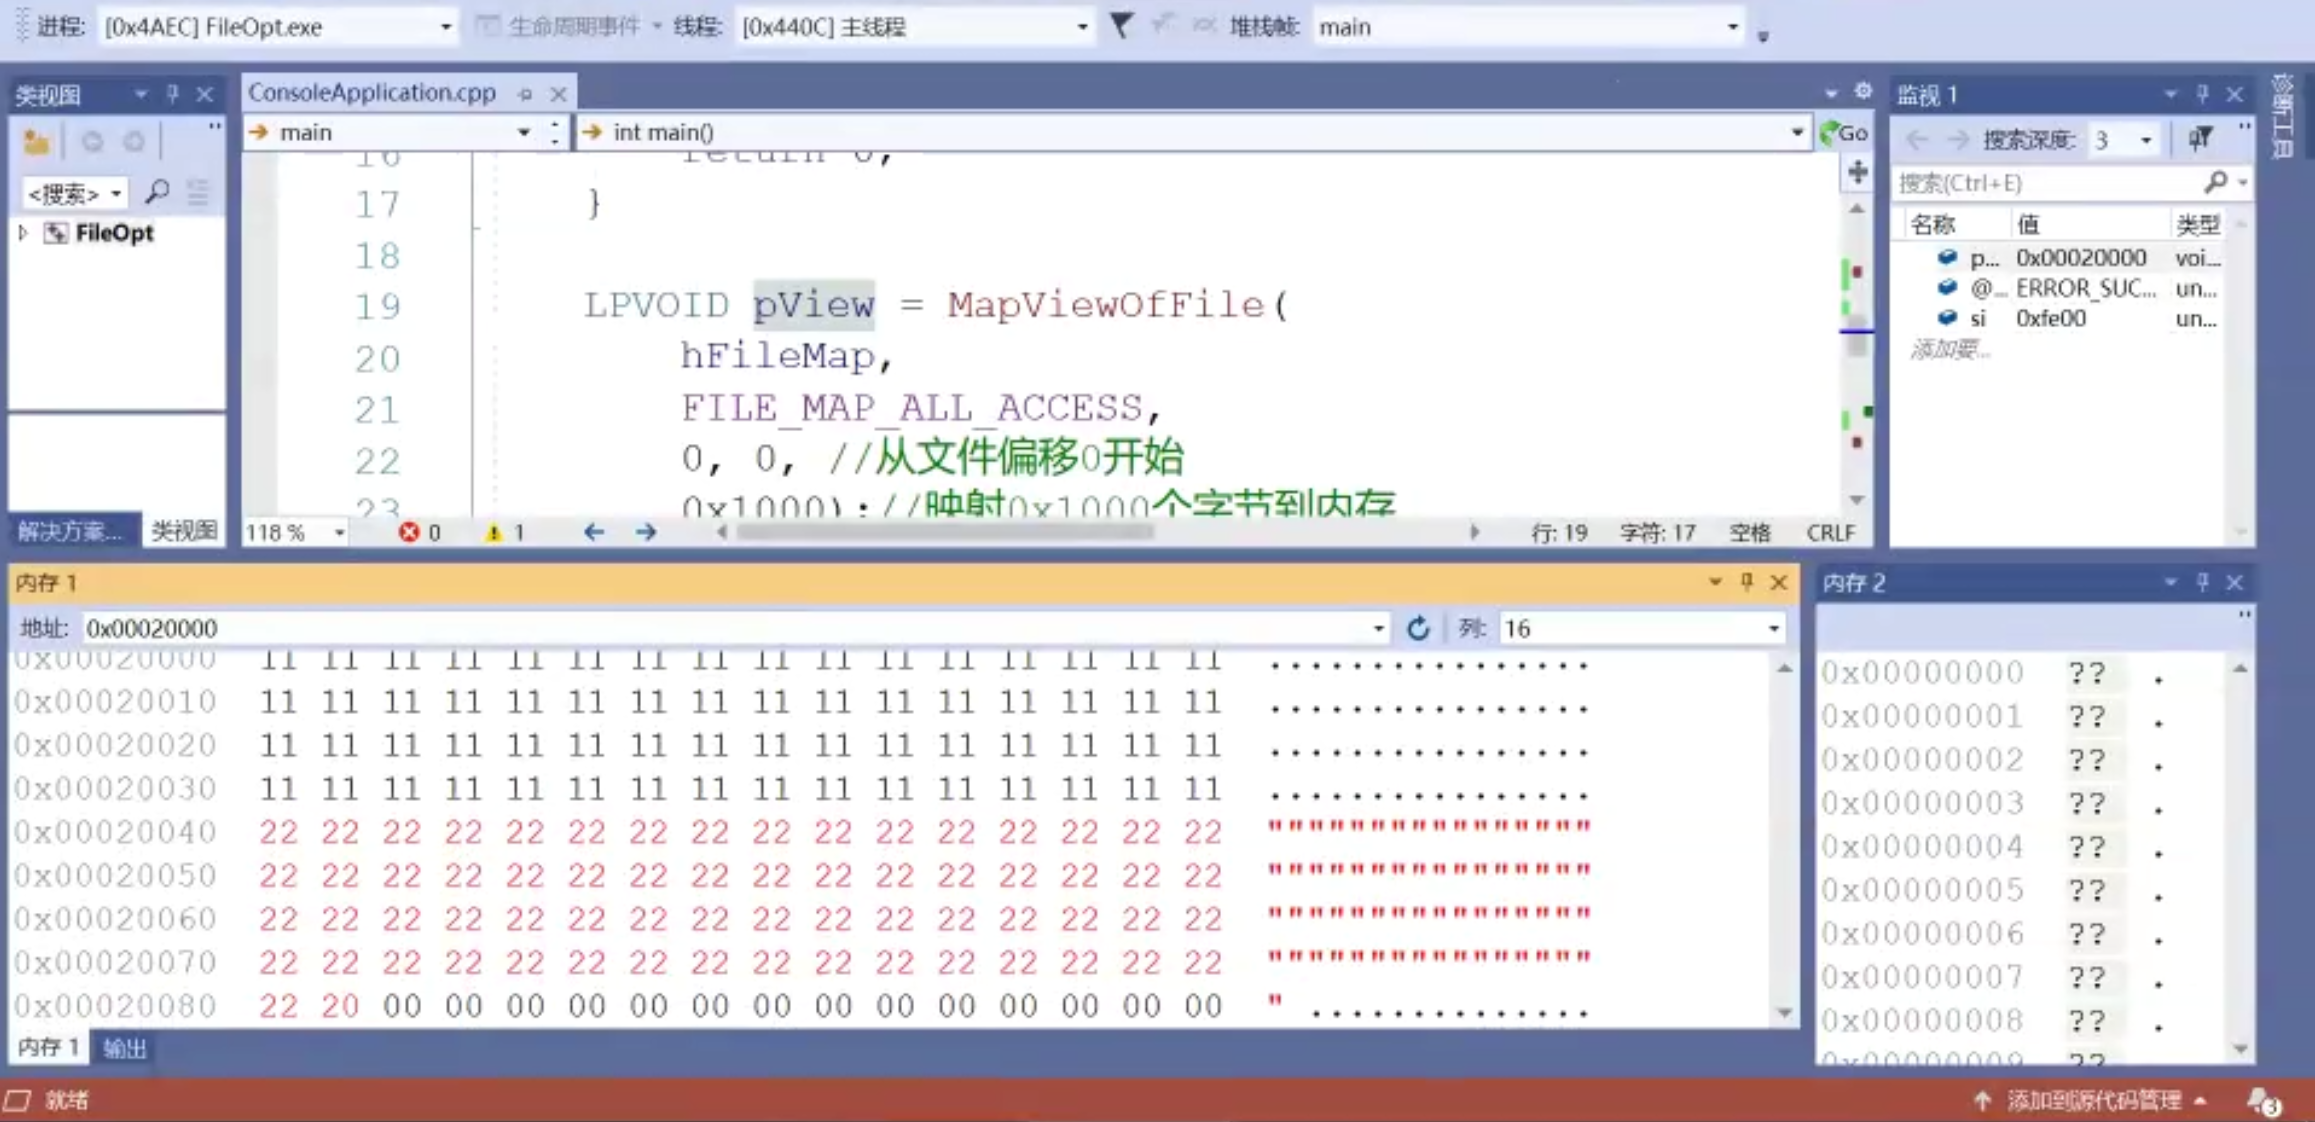 进程: [0x4AEC] FileOpt.exe 生命周期事件 线程: [0x440C] 主线程 堆栈帧: main
类视图
<搜索>
FileOpt
解决方案... 类视图
ConsoleApplication.cpp
main int main() Go
16 return 0;
17 }
18
19 LPVOID pView = MapViewOfFile(
20 hFileMap,
21 FILE_MAP_ALL_ACCESS,
22 0, 0, //从文件偏移0开始
23 0x1000);//映射0x1000个字节到内存
118 % 0 1 行: 19 字符: 17 空格 CRLF
监视 1
搜索深度: 3
搜索(Ctrl+E)
名称 值 类型
p... 0x00020000 voi...
@... ERROR_SUC... un...
si 0xfe00 un...
添加要...
诊断工具
内存 1
地址: 0x00020000 列: 16
0x00020000 11 11 11 11 11 11 11 11 11 11 11 11 11 11 11 11 ................
0x00020010 11 11 11 11 11 11 11 11 11 11 11 11 11 11 11 11 ................
0x00020020 11 11 11 11 11 11 11 11 11 11 11 11 11 11 11 11 ................
0x00020030 11 11 11 11 11 11 11 11 11 11 11 11 11 11 11 11 ................
0x00020040 22 22 22 22 22 22 22 22 22 22 22 22 22 22 22 22 """"""""""""""""
0x00020050 22 22 22 22 22 22 22 22 22 22 22 22 22 22 22 22 """"""""""""""""
0x00020060 22 22 22 22 22 22 22 22 22 22 22 22 22 22 22 22 """"""""""""""""
0x00020070 22 22 22 22 22 22 22 22 22 22 22 22 22 22 22 22 """"""""""""""""
0x00020080 22 20 00 00 00 00 00 00 00 00 00 00 00 00 00 00 " ..............
内存 1 输出
内存 2
0x00000000 ?? .
0x00000001 ?? .
0x00000002 ?? .
0x00000003 ?? .
0x00000004 ?? .
0x00000005 ?? .
0x00000006 ?? .
0x00000007 ?? .
0x00000008 ?? .
0x00000009 ??
就绪 添加到源代码管理 3